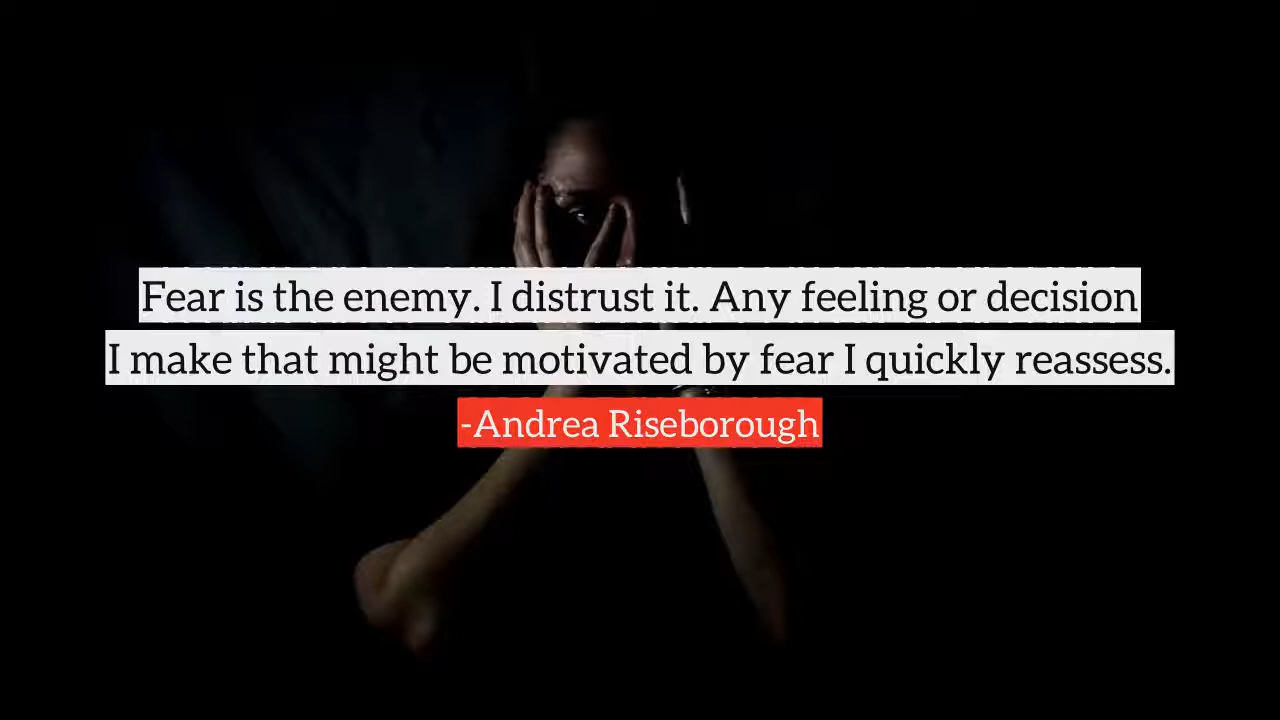 Fear is the enemy. I distrust it. Any feeling or decision
I make that might be motivated by fear I quickly reassess.
-Andrea Riseborough